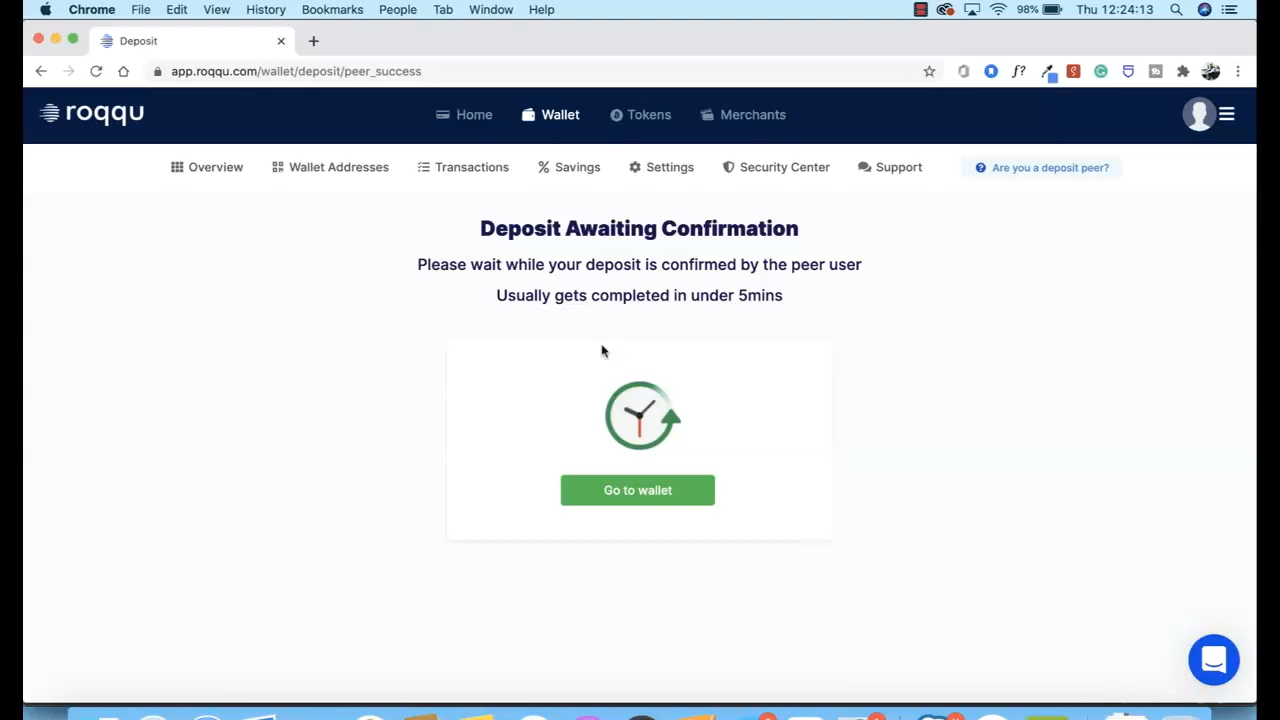 Chrome File Edit View History Bookmarks People Tab Window Help 98% Thu 12:24:13
Deposit
app.roqqu.com/wallet/deposit/peer_success
roqqu Home Wallet Tokens Merchants
Overview Wallet Addresses Transactions Savings Settings Security Center Support Are you a deposit peer?
Deposit Awaiting Confirmation
Please wait while your deposit is confirmed by the peer user
Usually gets completed in under 5mins
Go to wallet